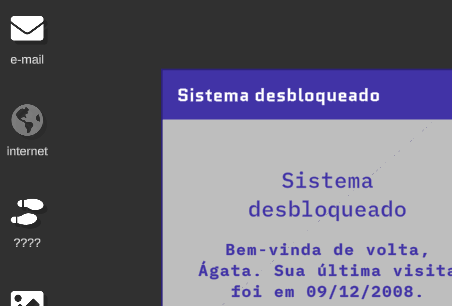 e-mail
internet
????
Sistema desbloqueado
Sistema
desbloqueado
Bem-vinda de volta,
Ágata. Sua última visita
foi em 09/12/2008.